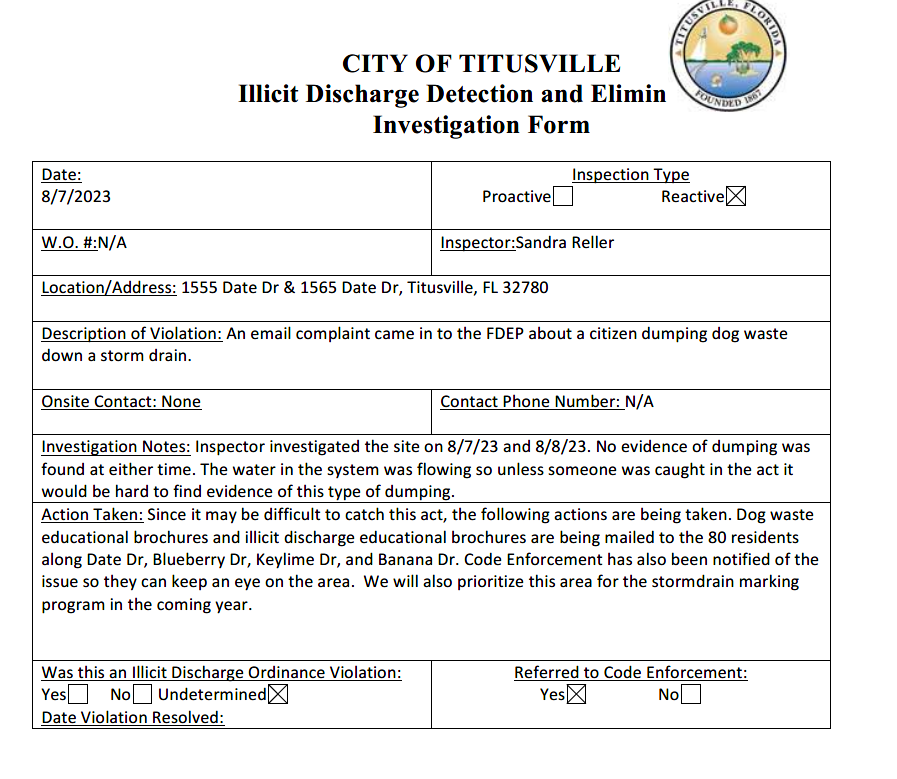 TITUSVILLE, FLORIDA
FOUNDED 1867
CITY OF TITUSVILLE
Illicit Discharge Detection and Elimin
Investigation Form
Date:
8/7/2023
Inspection Type
Proactive☐ Reactive☒
W.O. #:N/A
Inspector:Sandra Reller
Location/Address: 1555 Date Dr & 1565 Date Dr, Titusville, FL 32780
Description of Violation: An email complaint came in to the FDEP about a citizen dumping dog waste
down a storm drain.
Onsite Contact: None
Contact Phone Number: N/A
Investigation Notes: Inspector investigated the site on 8/7/23 and 8/8/23. No evidence of dumping was
found at either time. The water in the system was flowing so unless someone was caught in the act it
would be hard to find evidence of this type of dumping.
Action Taken: Since it may be difficult to catch this act, the following actions are being taken. Dog waste
educational brochures and illicit discharge educational brochures are being mailed to the 80 residents
along Date Dr, Blueberry Dr, Keylime Dr, and Banana Dr. Code Enforcement has also been notified of the
issue so they can keep an eye on the area. We will also prioritize this area for the stormdrain marking
program in the coming year.
Was this an Illicit Discharge Ordinance Violation:
Yes☐ No☐ Undetermined☒
Date Violation Resolved:
Referred to Code Enforcement:
Yes☒ No☐